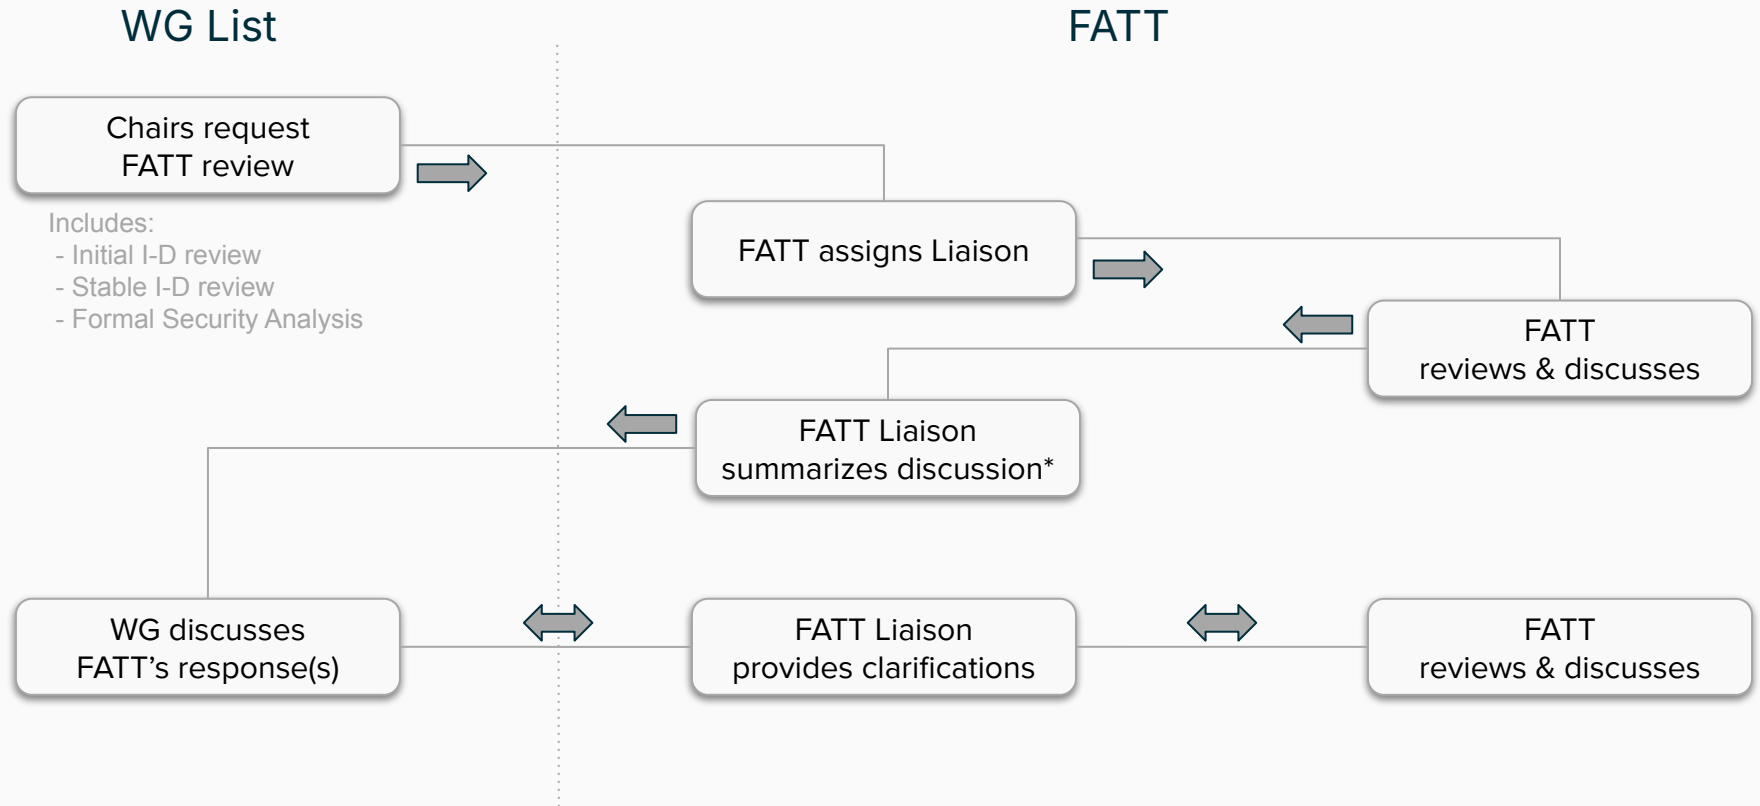 WG List
FATT
Chairs request
FATT review
Includes:
- Initial I-D review
- Stable I-D review
- Formal Security Analysis
FATT assigns Liaison
FATT
reviews & discusses
FATT Liaison
summarizes discussion*
WG discusses
FATT’s response(s)
FATT Liaison
provides clarifications
FATT
reviews & discusses